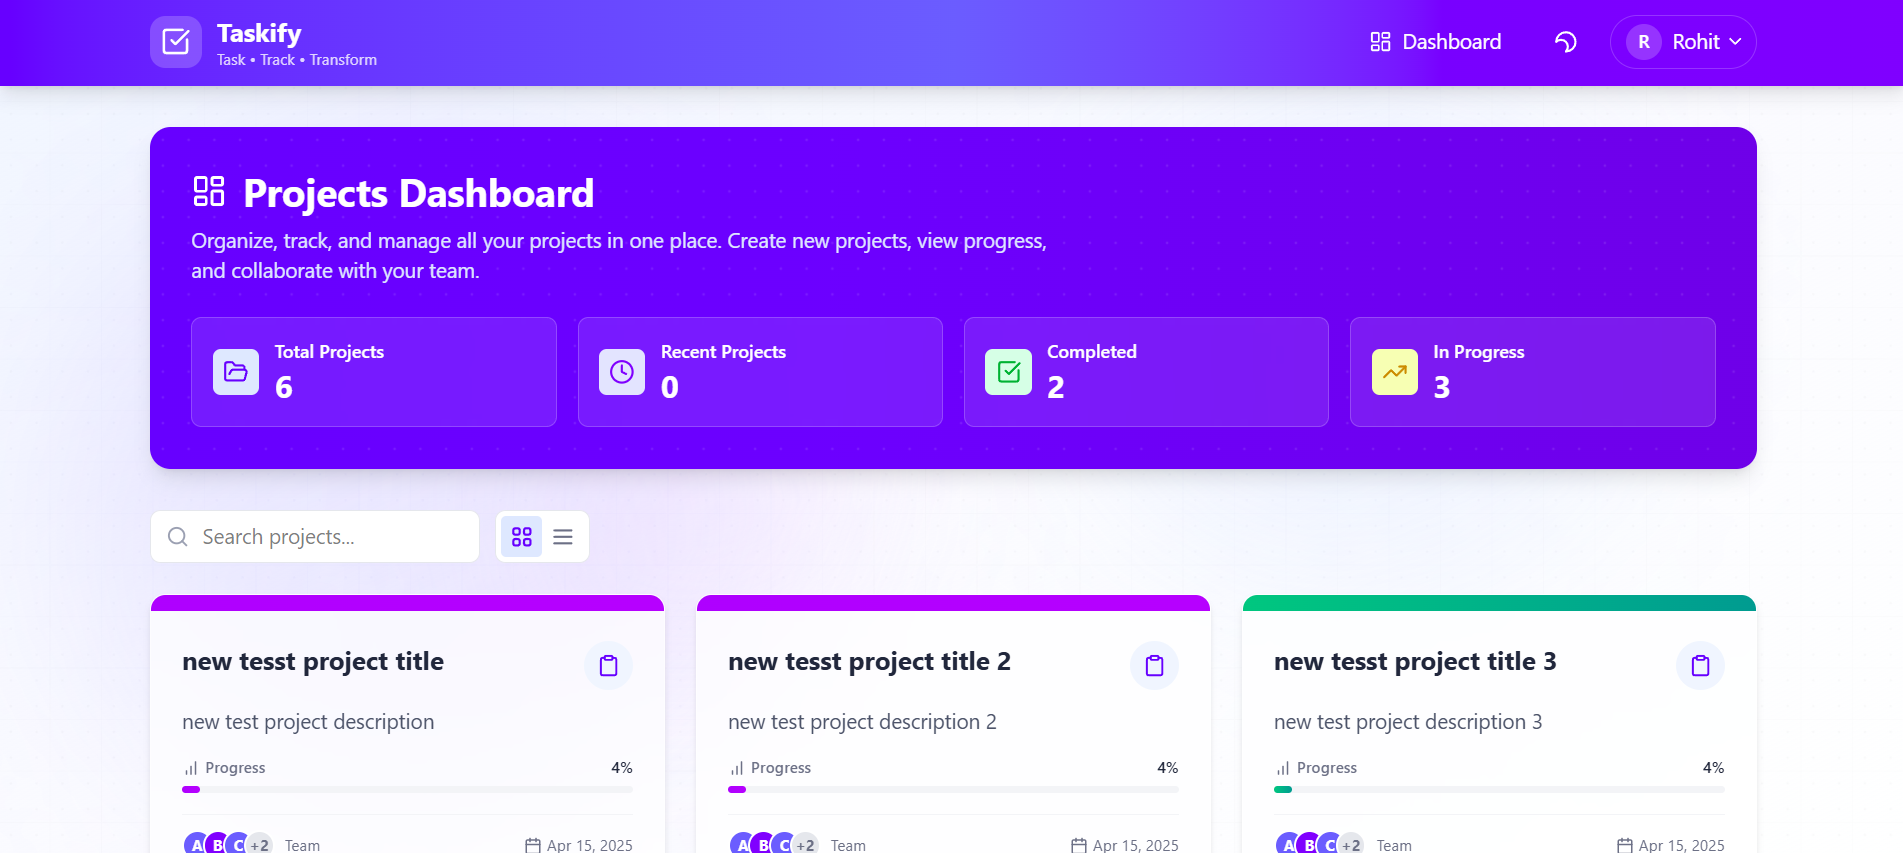 Taskify
Task • Track • Transform
Dashboard
R Rohit
Projects Dashboard
Organize, track, and manage all your projects in one place. Create new projects, view progress,
and collaborate with your team.
Total Projects
6
Recent Projects
0
Completed
2
In Progress
3
Search projects...
new tesst project title
new test project description
Progress 4%
A B C +2 Team Apr 15, 2025
new tesst project title 2
new test project description 2
Progress 4%
A B C +2 Team Apr 15, 2025
new tesst project title 3
new test project description 3
Progress 4%
A B C +2 Team Apr 15, 2025